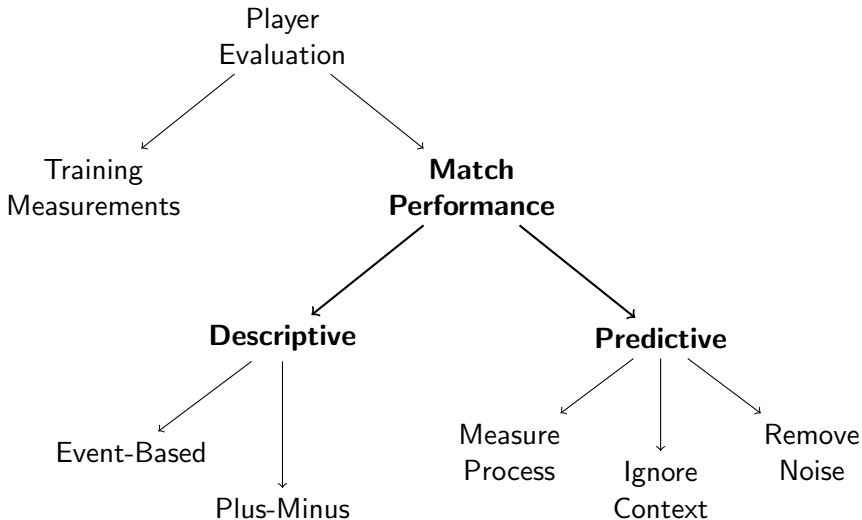 Player
Evaluation
Training
Measurements
Match
Performance
Descriptive
Predictive
Event-Based
Plus-Minus
Measure
Process
Ignore
Context
Remove
Noise